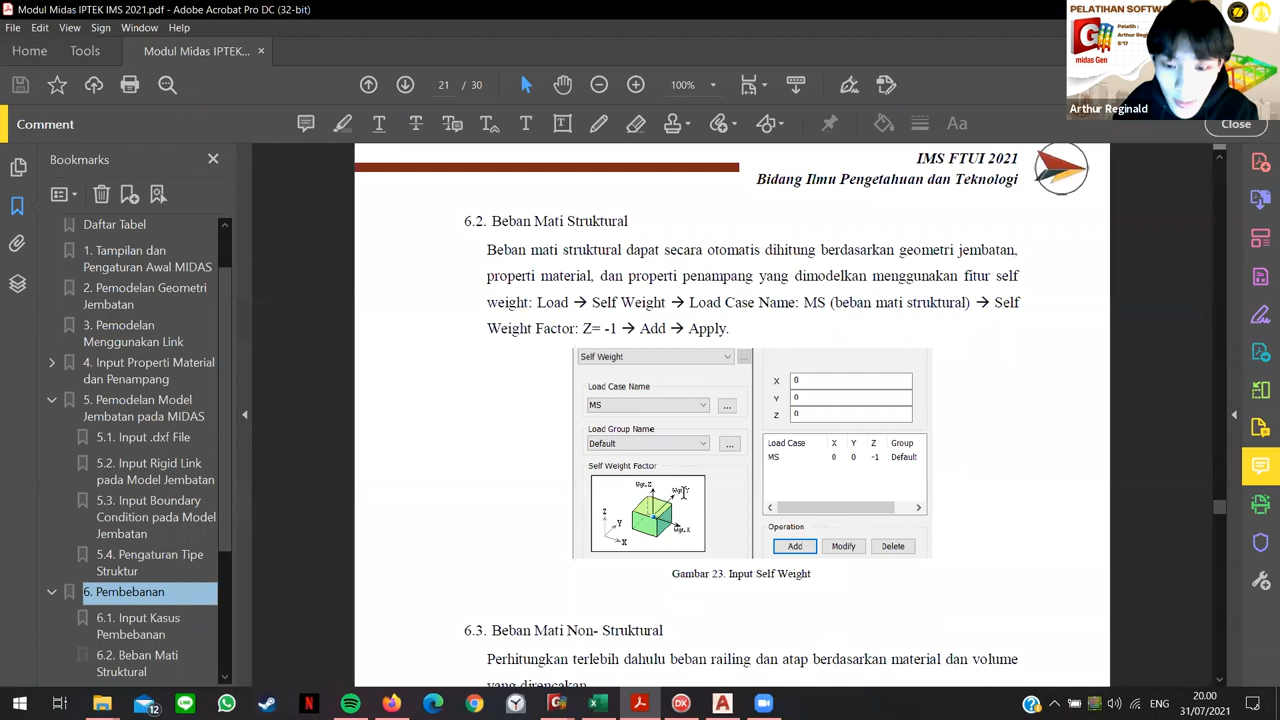 Modul Midas IPTEK IMS 2021.pdf - Adobe Acrobat Pro DC (32-bit)
File Edit View Sign Window Help
Home Tools Modul Midas IPTEK... ×
21 / 30 100%
Comment
Close
PELATIHAN SOFTW
Pelatih :
Arthur Reg
S'17
midas Gen
Arthur Reginald
Bookmarks
Daftar Tabel
1. Tampilan dan
Pengaturan Awal MIDAS
2. Pemodelan Geometri
Jembatan
3. Pemodelan
Menggunakan Link
4. Input Properti Material
dan Penampang
5. Pemodelan Model
Jembatan pada MIDAS
5.1. Input .dxf File
5.2. Input Rigid Link
pada Model Jembatan
5.3. Input Boundary
Condition pada Model
Jembatan
5.4. Pengaturan Tipe
Struktur
6. Pembebanan
6.1. Input Kasus
Pembebanan
6.2. Beban Mati
Struktural
IMS FTUI 2021
Bidang Ilmu Pengetahuan dan Teknologi
6.2. Beban Mati Struktural
Beban mati struktural dapat secara otomatis dihitung berdasarkan geometri jembatan,
properti material, dan properti penampang yang dimodelkan menggunakan fitur self
weight: Load → Self Weight → Load Case Name: MS (beban mati struktural) → Self
Weight Factor: Z= -1 → Add → Apply.
Self Weight ...
Load Case Name
MS ...
Load Group Name
Default ...
Self Weight Factor
Wgt.Z
Wgt.Y
Wgt.X
Z
Y
X
X 0
Y 0
Z 0
Load Case X Y Z Group
MS 0 0 -1 Default
Operation
Add Modify Delete
Gambar 23. Input Self Weight
6.3. Beban Mati Non- Struktural
Perhitungkan terlebih dahulu beban railing dan atap berdasarkan material dan volume
yang direncakan
12
ENG
20.00
31/07/2021